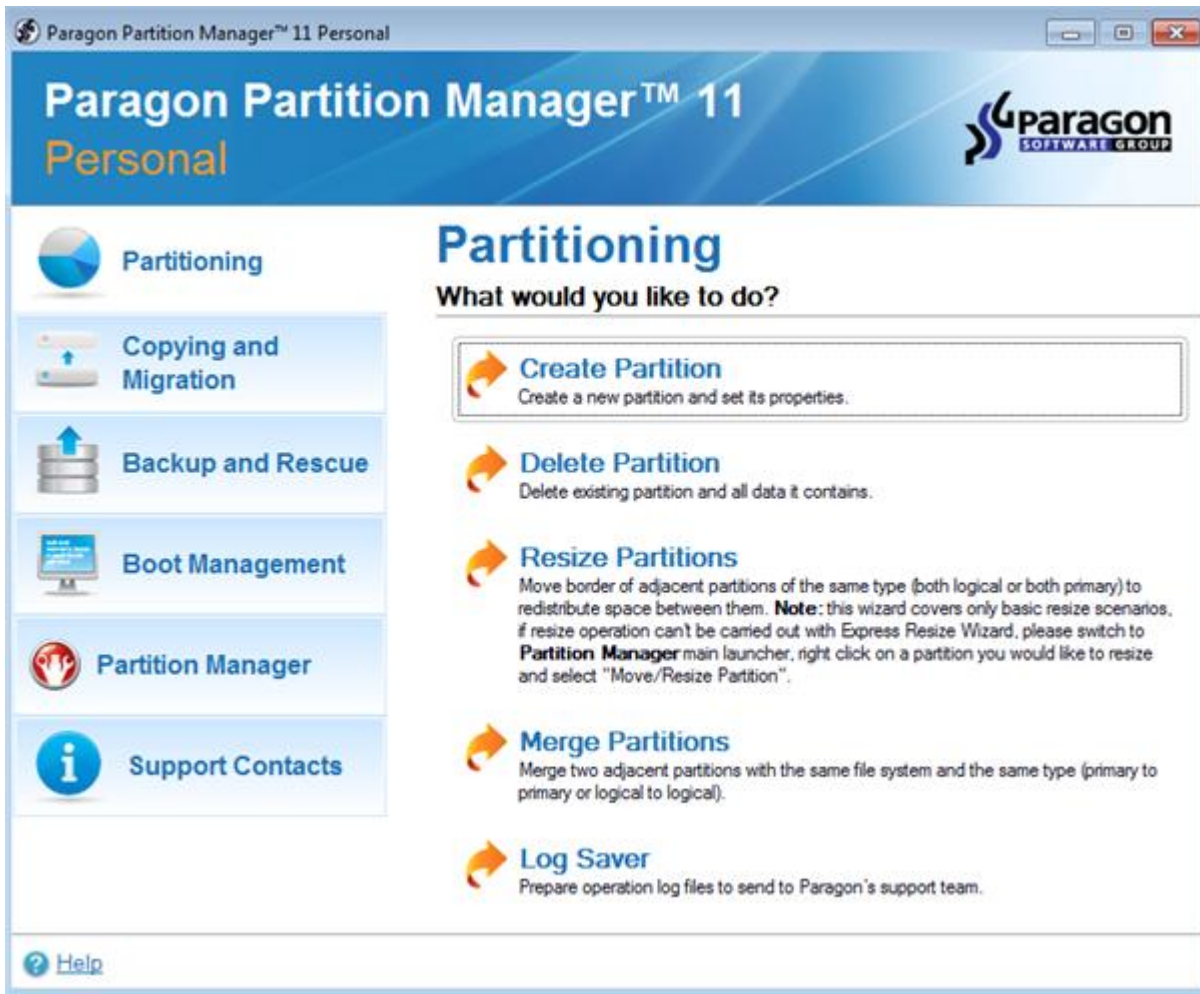 Paragon Partition Manager™ 11 Personal
Paragon Partition Manager™ 11
Personal
paragon
SOFTWARE GROUP
Partitioning
Copying and
Migration
Backup and Rescue
Boot Management
Partition Manager
Support Contacts
Partitioning
What would you like to do?
Create Partition
Create a new partition and set its properties.
Delete Partition
Delete existing partition and all data it contains.
Resize Partitions
Move border of adjacent partitions of the same type (both logical or both primary) to
redistribute space between them. Note: this wizard covers only basic resize scenarios,
if resize operation can't be carried out with Express Resize Wizard, please switch to
Partition Manager main launcher, right click on a partition you would like to resize
and select "Move/Resize Partition".
Merge Partitions
Merge two adjacent partitions with the same file system and the same type (primary to
primary or logical to logical).
Log Saver
Prepare operation log files to send to Paragon's support team.
Help